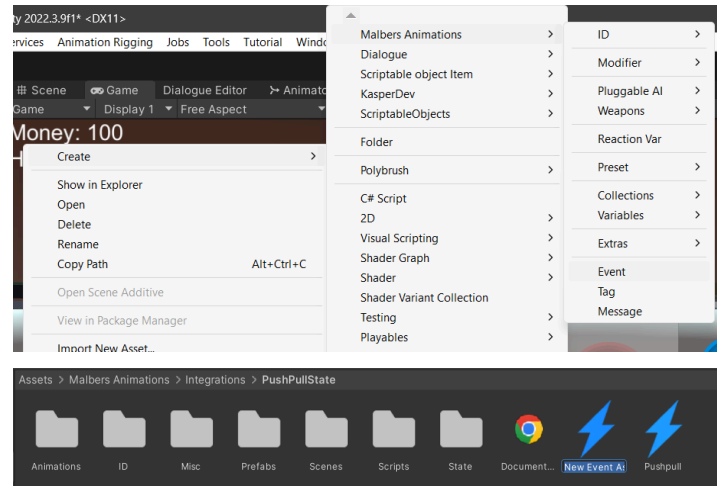 ty 2022.3.9f1* <DX11>
ervices Animation Rigging Jobs Tools Tutorial Windo
# Scene Game Dialogue Editor Animato
Game Display 1 Free Aspect
Money: 100
H
Create >
Show in Explorer
Open
Delete
Rename
Copy Path Alt+Ctrl+C
Open Scene Additive
View in Package Manager
Import New Asset...
Malbers Animations >
Dialogue >
Scriptable object Item >
KasperDev >
ScriptableObjects >
Folder
Polybrush >
C# Script
2D >
Visual Scripting >
Shader Graph >
Shader >
Shader Variant Collection
Testing >
Playables >
ID >
Modifier >
Pluggable AI >
Weapons >
Reaction Var
Preset >
Collections >
Variables >
Extras >
Event
Tag
Message
Assets > Malbers Animations > Integrations > PushPullState
Animations ID Misc Prefabs Scenes Scripts State Document... New Event As Pushpull